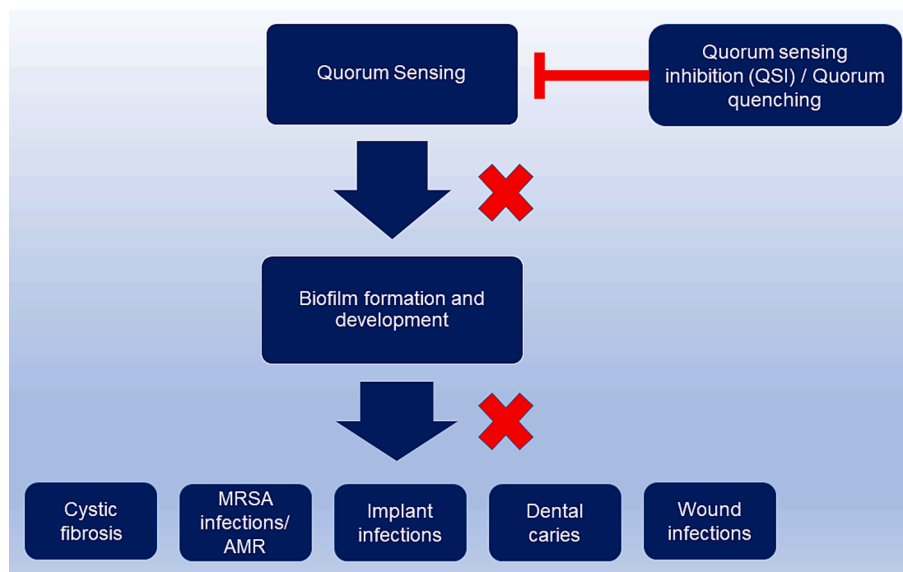 Quorum Sensing
Quorum sensing
inhibition (QSI) / Quorum
quenching
Biofilm formation and
development
Cystic
fibrosis
MRSA
infections/
AMR
Implant
infections
Dental
caries
Wound
infections